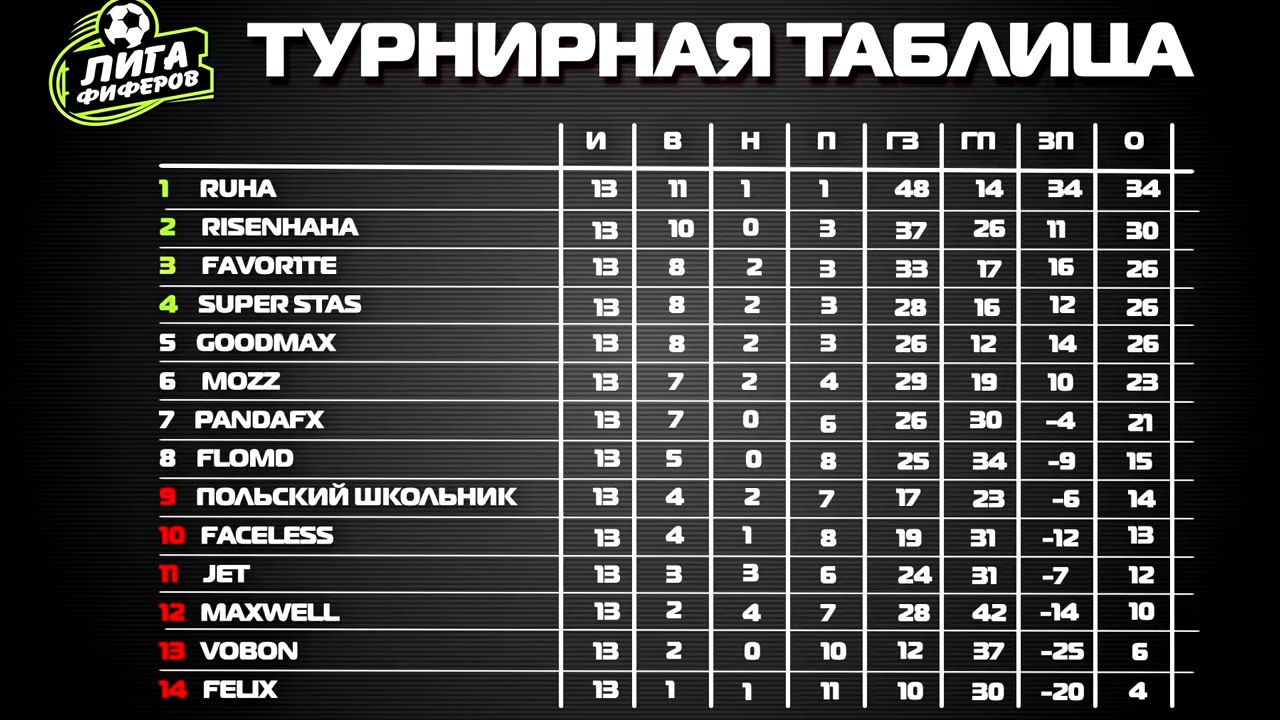 ЛИГА
ФИФЕРОВ
ТУРНИРНАЯ ТАБЛИЦА
И В Н П ГЗ ГП ЗП О
1 RUHA 13 11 1 1 48 14 34 34
2 RISENHAHA 13 10 0 3 37 26 11 30
3 FAVOR1TE 13 8 2 3 33 17 16 26
4 SUPER STAS 13 8 2 3 28 16 12 26
5 GOODMAX 13 8 2 3 26 12 14 26
6 MOZZ 13 7 2 4 29 19 10 23
7 PANDAFX 13 7 0 6 26 30 -4 21
8 FLOMD 13 5 0 8 25 34 -9 15
9 ПОЛЬСКИЙ ШКОЛЬНИК 13 4 2 7 17 23 -6 14
10 FACELESS 13 4 1 8 19 31 -12 13
11 JET 13 3 3 6 24 31 -7 12
12 MAXWELL 13 2 4 7 28 42 -14 10
13 VOBON 13 2 0 10 12 37 -25 6
14 FELIX 13 1 1 11 10 30 -20 4